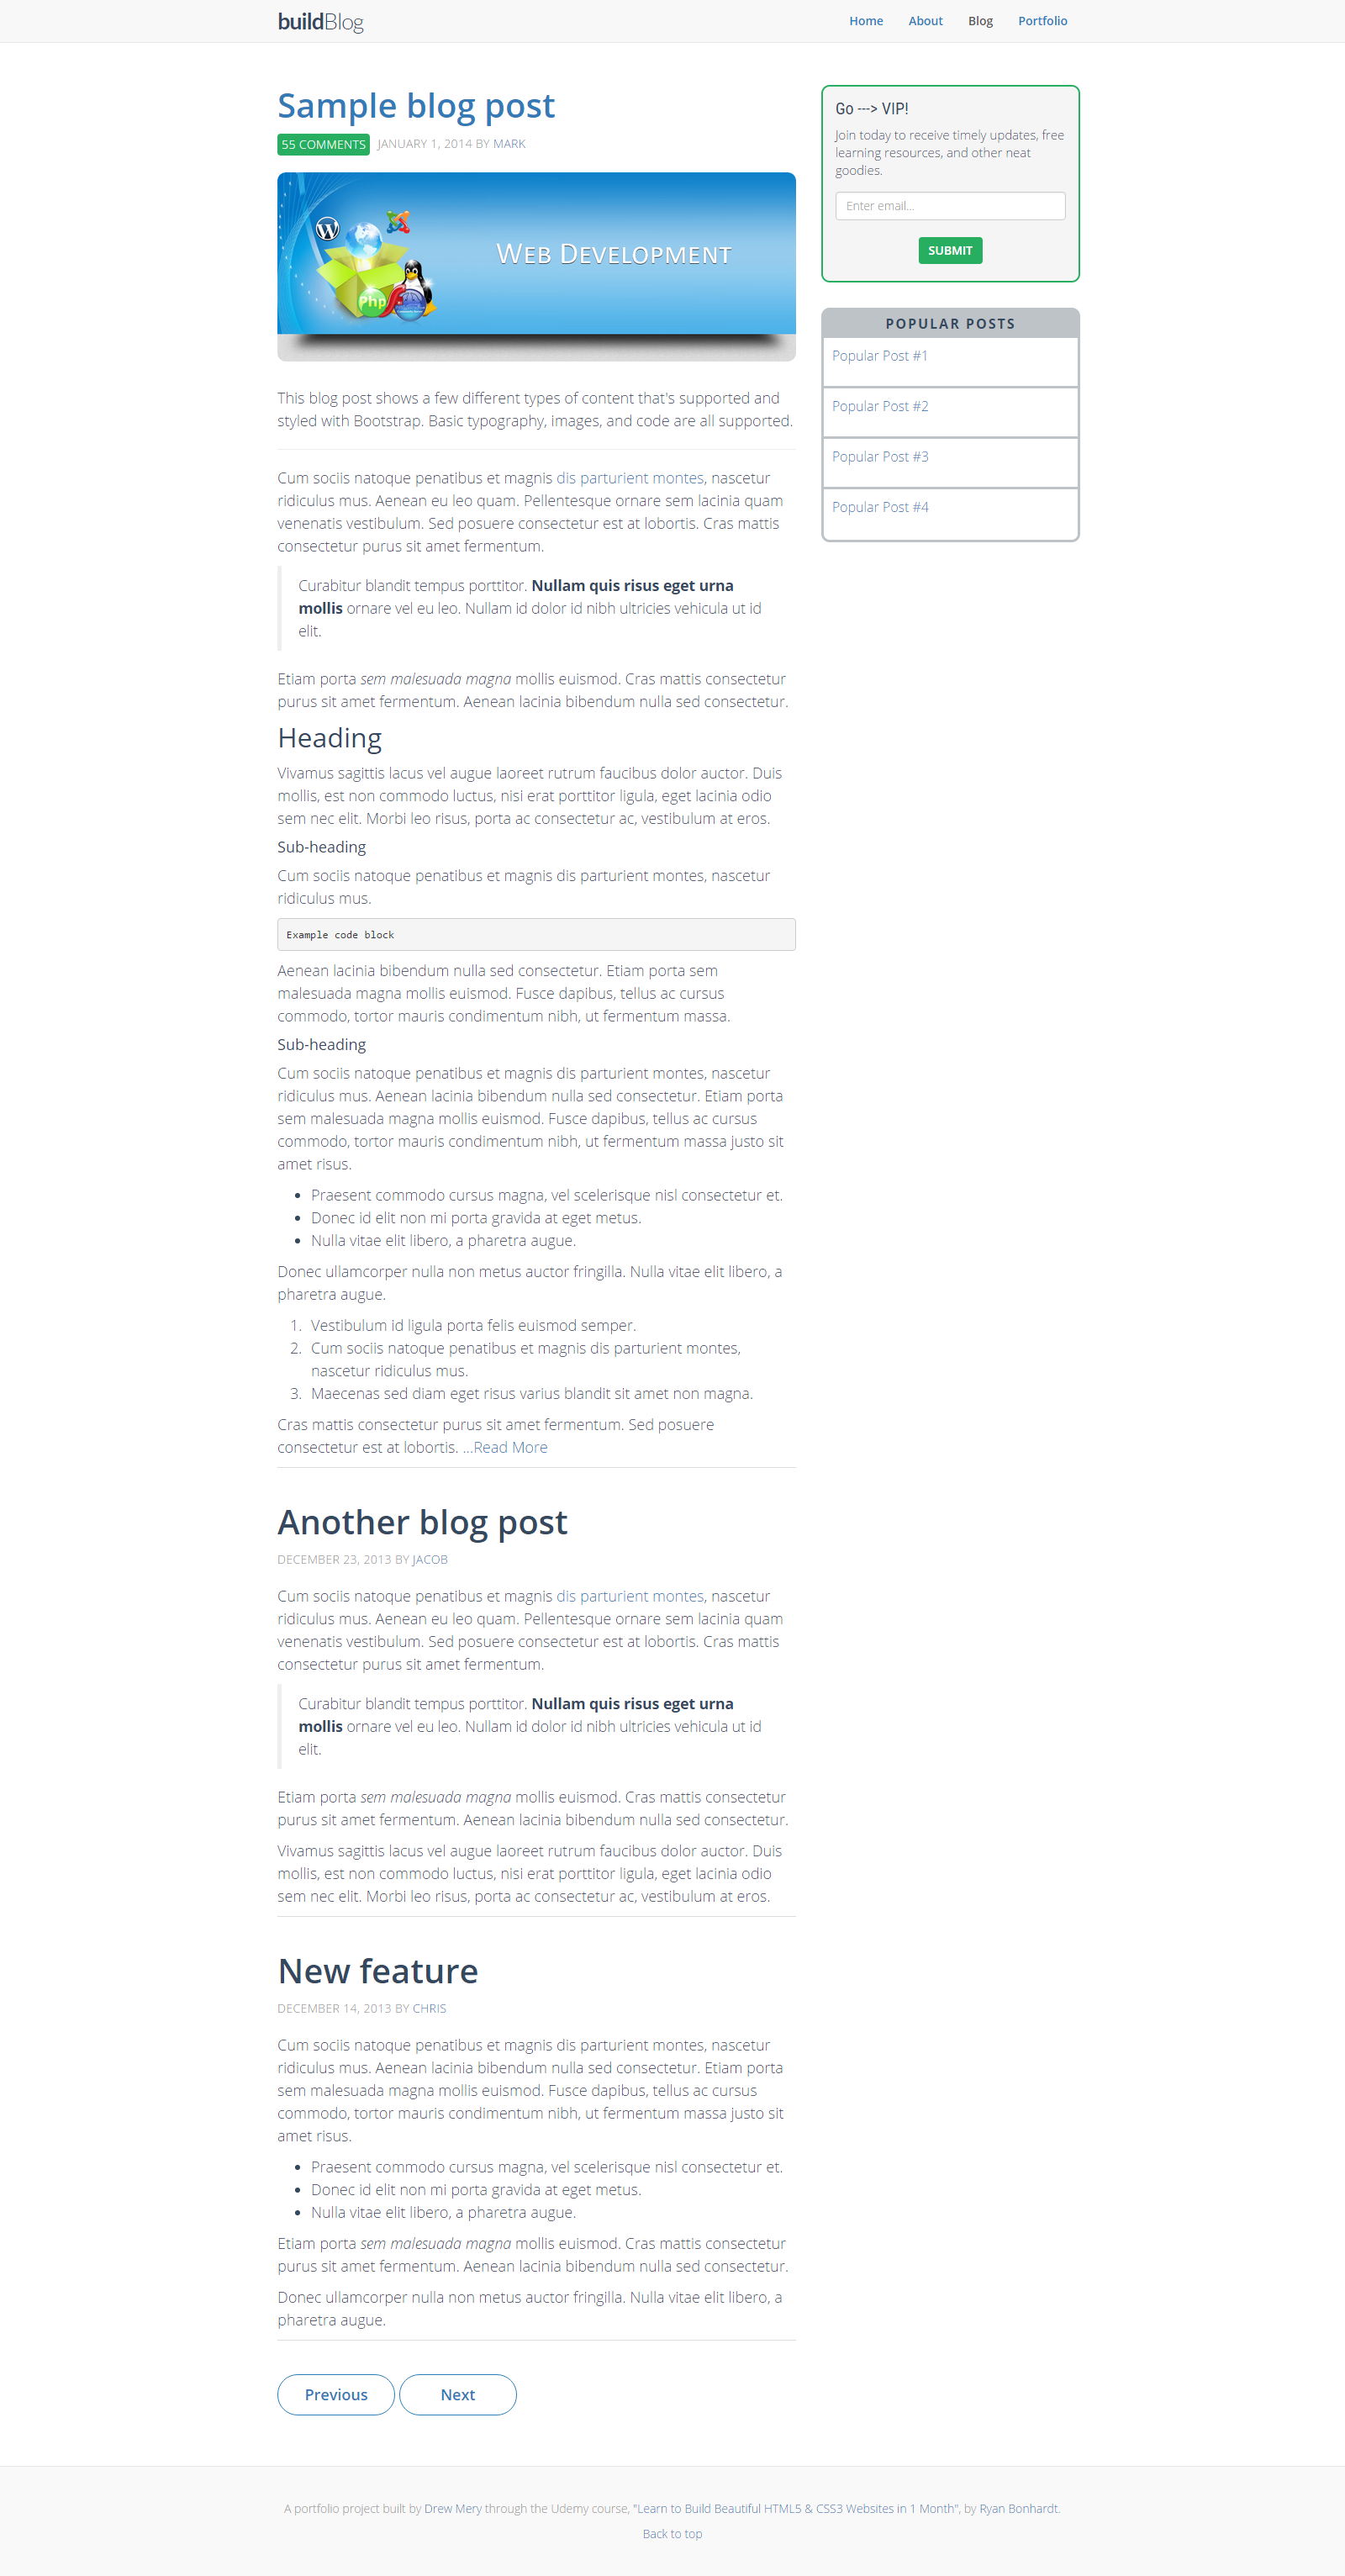 buildBlog
Home About Blog Portfolio
Sample blog post
55 COMMENTS JANUARY 1, 2014 BY MARK
WEB DEVELOPMENT
Php
This blog post shows a few different types of content that's supported and
styled with Bootstrap. Basic typography, images, and code are all supported.
Cum sociis natoque penatibus et magnis dis parturient montes, nascetur
ridiculus mus. Aenean eu leo quam. Pellentesque ornare sem lacinia quam
venenatis vestibulum. Sed posuere consectetur est at lobortis. Cras mattis
consectetur purus sit amet fermentum.
Curabitur blandit tempus porttitor. Nullam quis risus eget urna
mollis ornare vel eu leo. Nullam id dolor id nibh ultricies vehicula ut id
elit.
Etiam porta sem malesuada magna mollis euismod. Cras mattis consectetur
purus sit amet fermentum. Aenean lacinia bibendum nulla sed consectetur.
Heading
Vivamus sagittis lacus vel augue laoreet rutrum faucibus dolor auctor. Duis
mollis, est non commodo luctus, nisi erat porttitor ligula, eget lacinia odio
sem nec elit. Morbi leo risus, porta ac consectetur ac, vestibulum at eros.
Sub-heading
Cum sociis natoque penatibus et magnis dis parturient montes, nascetur
ridiculus mus.
Example code block
Aenean lacinia bibendum nulla sed consectetur. Etiam porta sem
malesuada magna mollis euismod. Fusce dapibus, tellus ac cursus
commodo, tortor mauris condimentum nibh, ut fermentum massa.
Sub-heading
Cum sociis natoque penatibus et magnis dis parturient montes, nascetur
ridiculus mus. Aenean lacinia bibendum nulla sed consectetur. Etiam porta
sem malesuada magna mollis euismod. Fusce dapibus, tellus ac cursus
commodo, tortor mauris condimentum nibh, ut fermentum massa justo sit
amet risus.
• Praesent commodo cursus magna, vel scelerisque nisl consectetur et.
• Donec id elit non mi porta gravida at eget metus.
• Nulla vitae elit libero, a pharetra augue.
Donec ullamcorper nulla non metus auctor fringilla. Nulla vitae elit libero, a
pharetra augue.
1. Vestibulum id ligula porta felis euismod semper.
2. Cum sociis natoque penatibus et magnis dis parturient montes,
nascetur ridiculus mus.
3. Maecenas sed diam eget risus varius blandit sit amet non magna.
Cras mattis consectetur purus sit amet fermentum. Sed posuere
consectetur est at lobortis. ...Read More
Another blog post
DECEMBER 23, 2013 BY JACOB
Cum sociis natoque penatibus et magnis dis parturient montes, nascetur
ridiculus mus. Aenean eu leo quam. Pellentesque ornare sem lacinia quam
venenatis vestibulum. Sed posuere consectetur est at lobortis. Cras mattis
consectetur purus sit amet fermentum.
Curabitur blandit tempus porttitor. Nullam quis risus eget urna
mollis ornare vel eu leo. Nullam id dolor id nibh ultricies vehicula ut id
elit.
Etiam porta sem malesuada magna mollis euismod. Cras mattis consectetur
purus sit amet fermentum. Aenean lacinia bibendum nulla sed consectetur.
Vivamus sagittis lacus vel augue laoreet rutrum faucibus dolor auctor. Duis
mollis, est non commodo luctus, nisi erat porttitor ligula, eget lacinia odio
sem nec elit. Morbi leo risus, porta ac consectetur ac, vestibulum at eros.
New feature
DECEMBER 14, 2013 BY CHRIS
Cum sociis natoque penatibus et magnis dis parturient montes, nascetur
ridiculus mus. Aenean lacinia bibendum nulla sed consectetur. Etiam porta
sem malesuada magna mollis euismod. Fusce dapibus, tellus ac cursus
commodo, tortor mauris condimentum nibh, ut fermentum massa justo sit
amet risus.
• Praesent commodo cursus magna, vel scelerisque nisl consectetur et.
• Donec id elit non mi porta gravida at eget metus.
• Nulla vitae elit libero, a pharetra augue.
Etiam porta sem malesuada magna mollis euismod. Cras mattis consectetur
purus sit amet fermentum. Aenean lacinia bibendum nulla sed consectetur.
Donec ullamcorper nulla non metus auctor fringilla. Nulla vitae elit libero, a
pharetra augue.
Previous Next
Go ---> VIP!
Join today to receive timely updates, free
learning resources, and other neat
goodies.
Enter email...
SUBMIT
POPULAR POSTS
Popular Post #1
Popular Post #2
Popular Post #3
Popular Post #4
A portfolio project built by Drew Mery through the Udemy course, "Learn to Build Beautiful HTML5 & CSS3 Websites in 1 Month", by Ryan Bonhardt.
Back to top